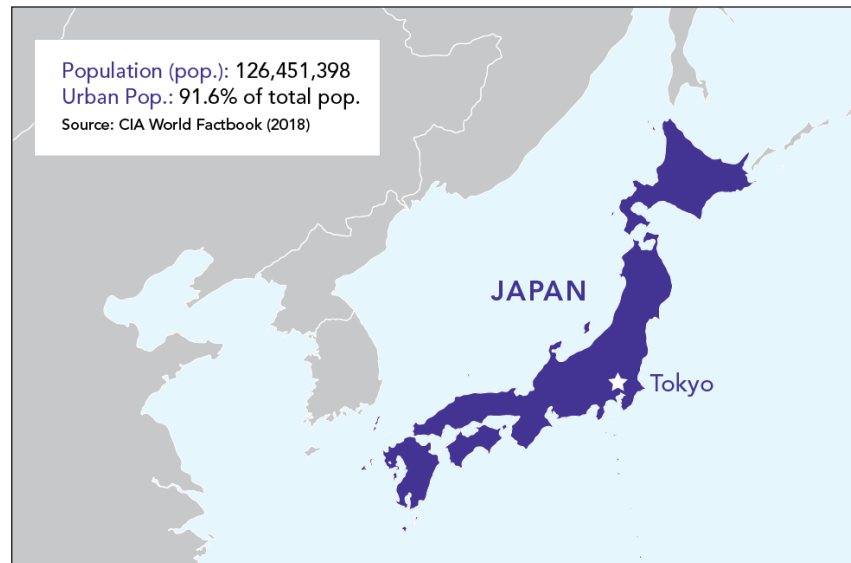 Population (pop.): 126,451,398
Urban Pop.: 91.6% of total pop.
Source: CIA World Factbook (2018)
JAPAN
Tokyo